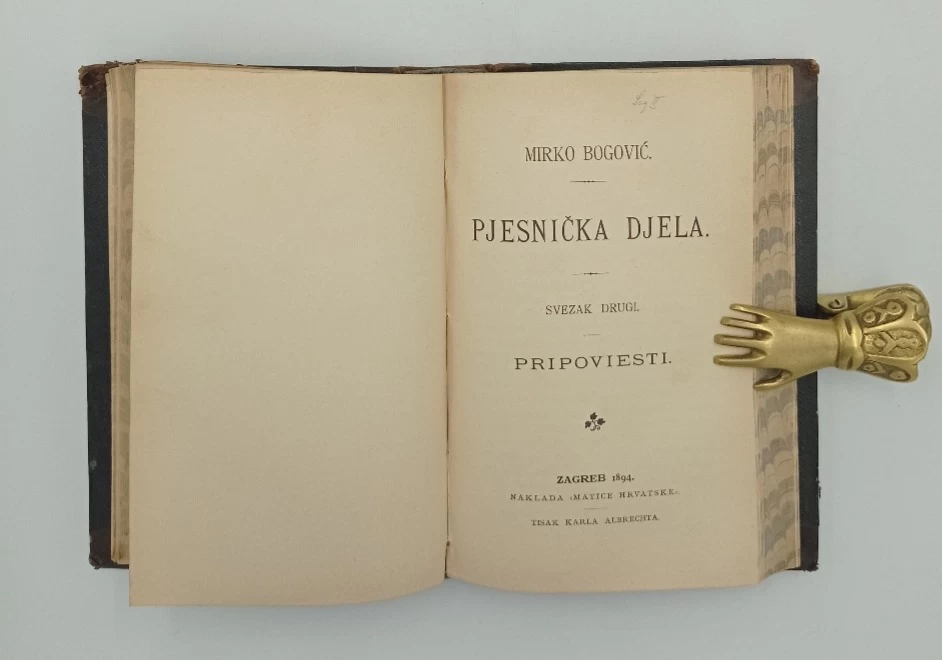 MIRKO BOGOVIĆ.
PJESNIČKA DJELA.
SVEZAK DRUGI.
PRIPOVIESTI.
ZAGREB 1894.
NAKLADA »MATICE HRVATSKE«.
TISAK KARLA ALBRECHTA.